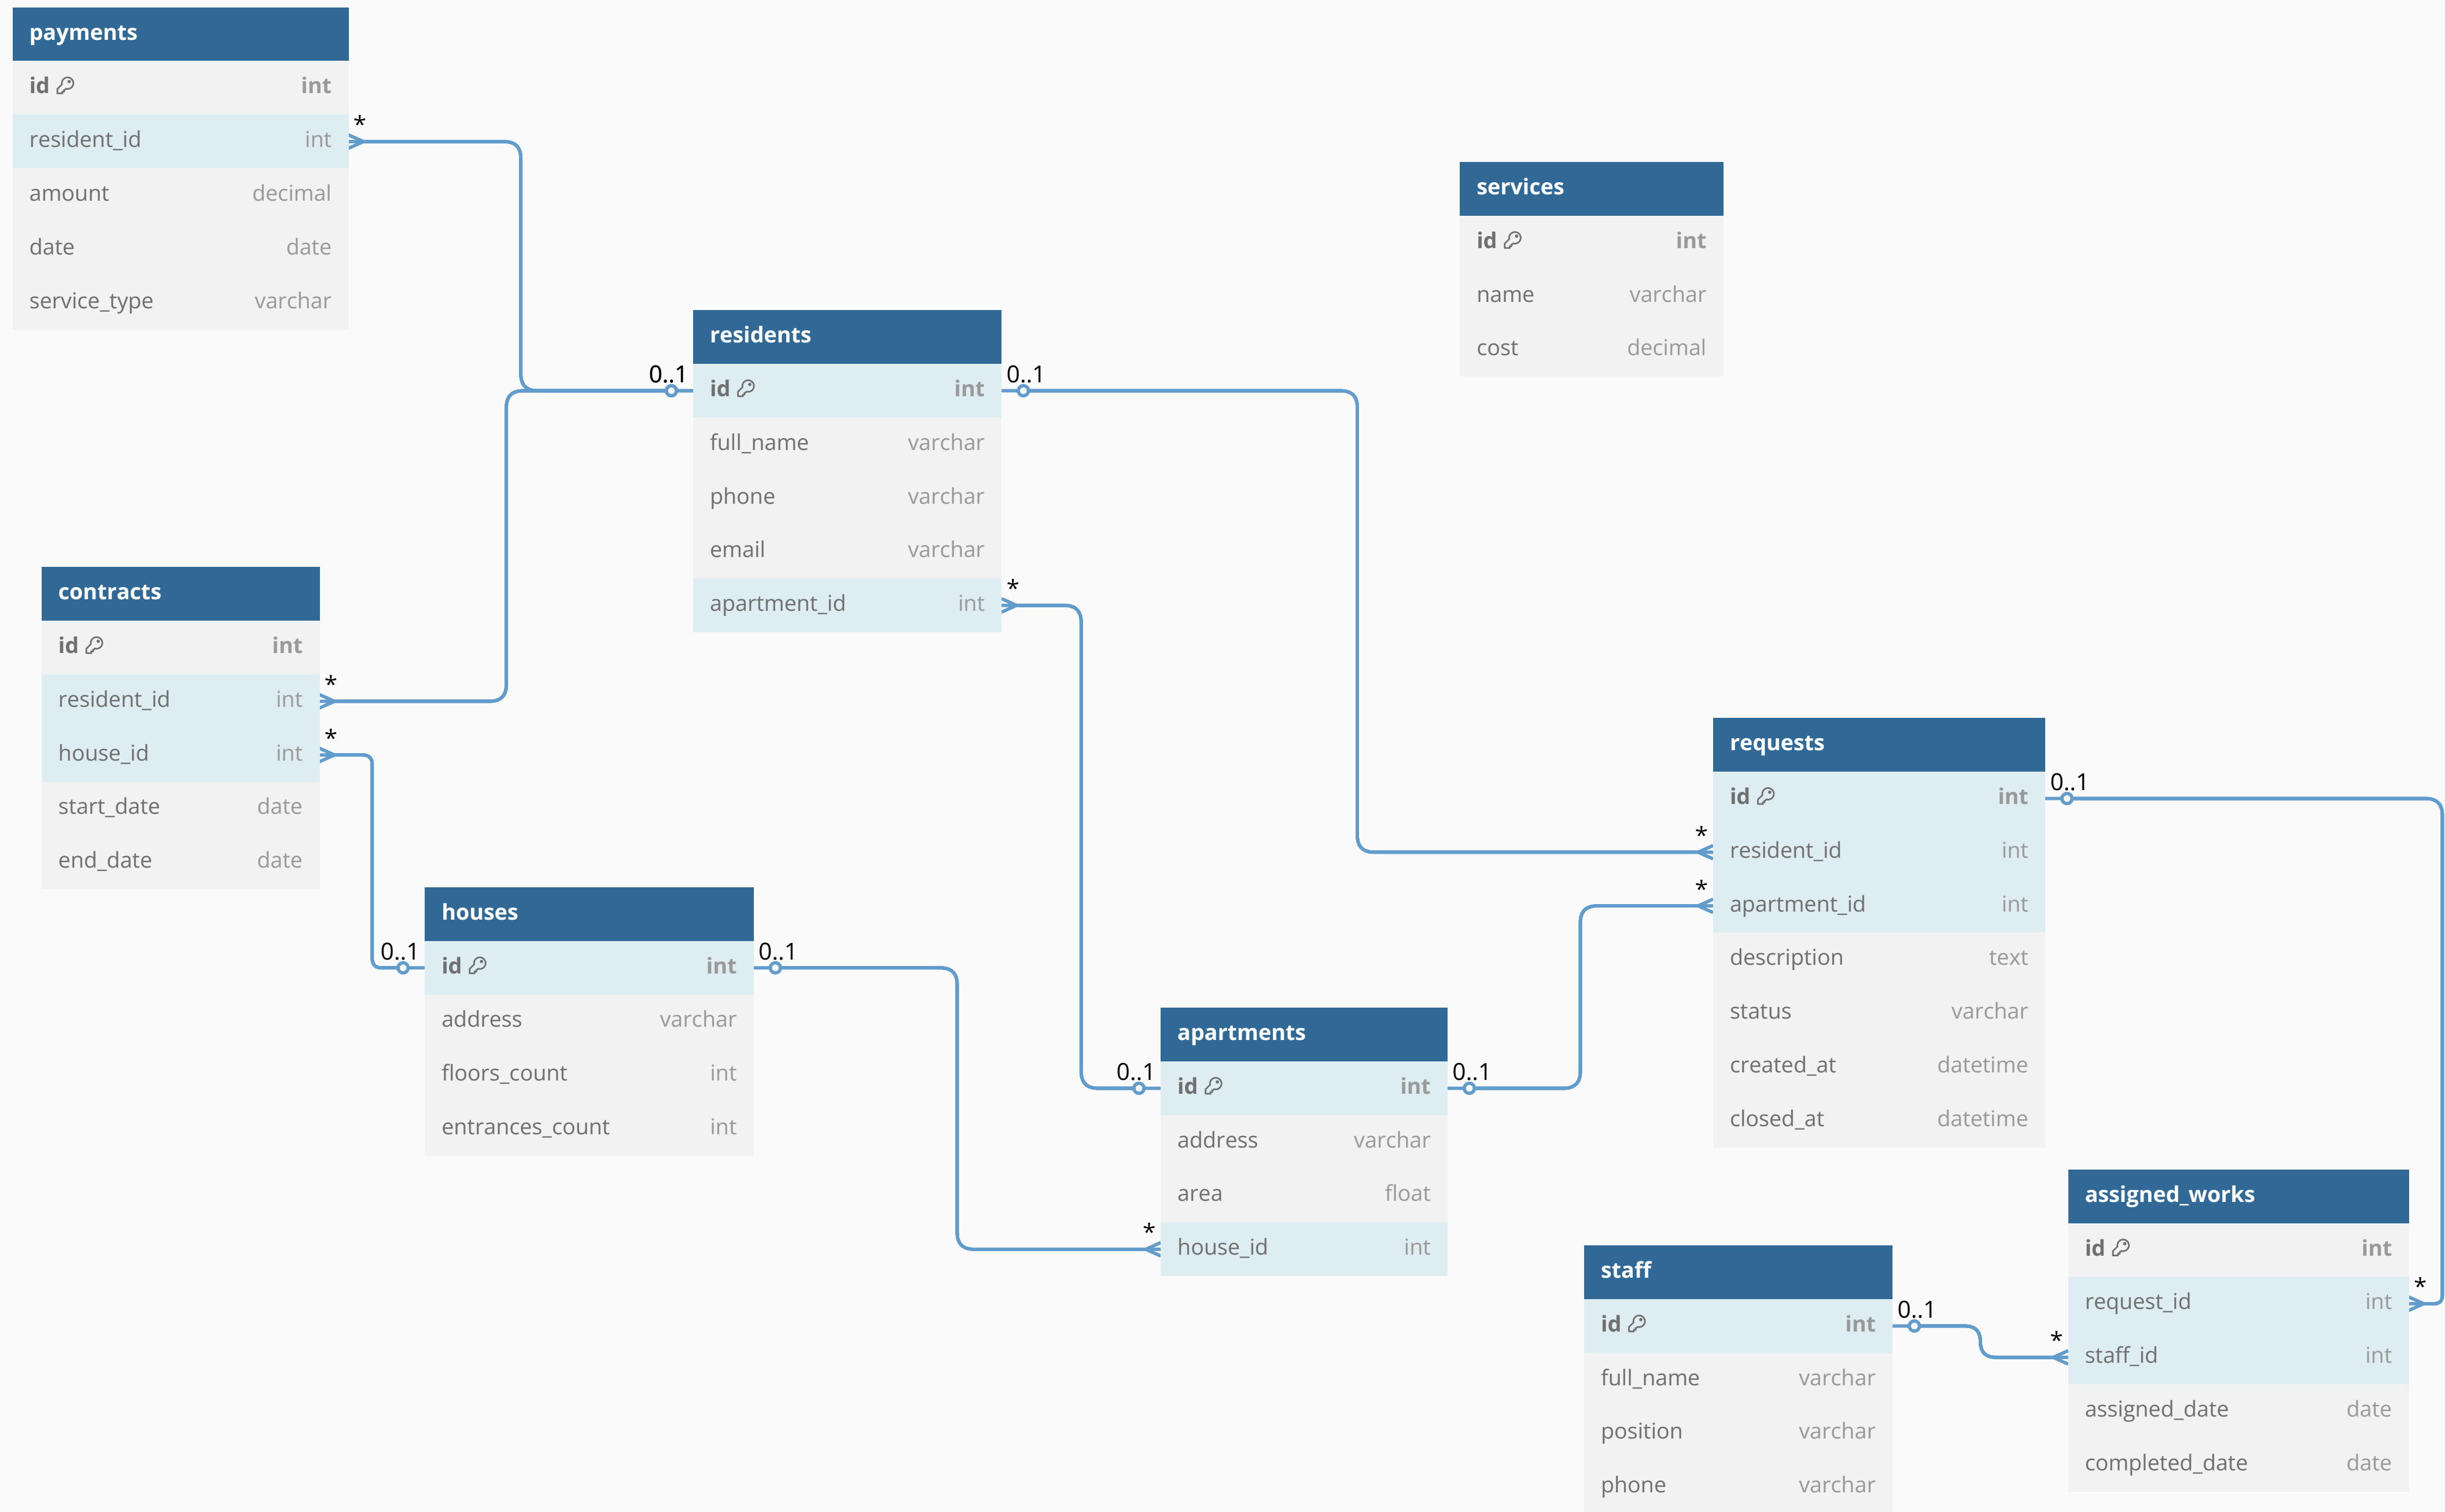 payments
id int
* 
resident_id int
amount decimal
date date
service_type varchar
services
id int
name varchar
cost decimal
residents
0..1 id int 0..1
full_name varchar
phone varchar
email varchar
apartment_id int *
contracts
id int
resident_id int *
house_id int *
start_date date
end_date date
houses
0..1 id int 0..1
address varchar
floors_count int
entrances_count int
apartments
0..1 id int 0..1
address varchar
area float
* house_id int
requests
id int 0..1
* resident_id int
* apartment_id int
description text
status varchar
created_at datetime
closed_at datetime
assigned_works
id int
request_id int *
* staff_id int
assigned_date date
completed_date date
staff
id int 0..1
full_name varchar
position varchar
phone varchar